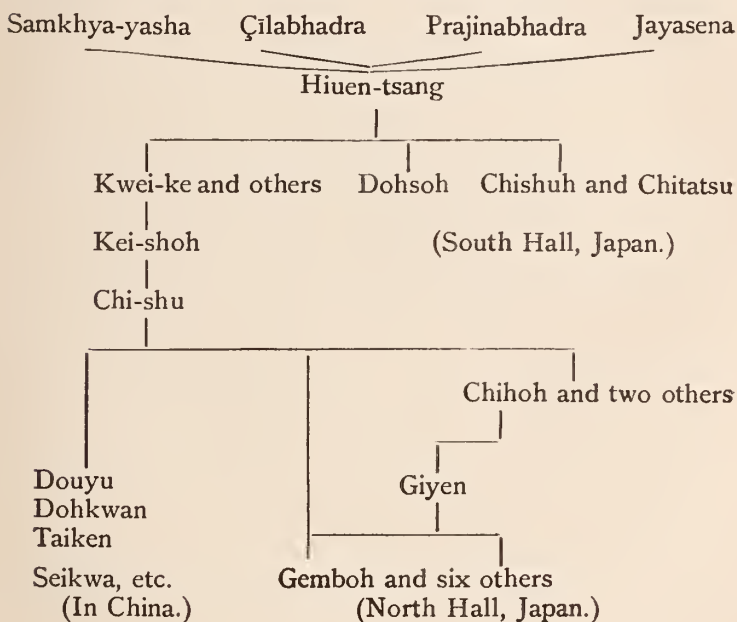 Samkhya-yasha Çīlabhadra Prajinabhadra Jayasena
Hiuen-tsang
Kwei-ke and others Dohsoh Chishuh and Chitatsu
Kei-shoh (South Hall, Japan.)
Chi-shu
Chihoh and two others
Douyu Giyen
Dohkwan
Taiken
Seikwa, etc. Gemboh and six others
(In China.) (North Hall, Japan.)